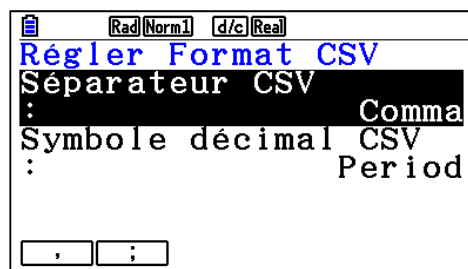 Rad Norm1 d/c Real
Régler Format CSV
Séparateur CSV
: Comma
Symbole décimal CSV
: Period
, ;